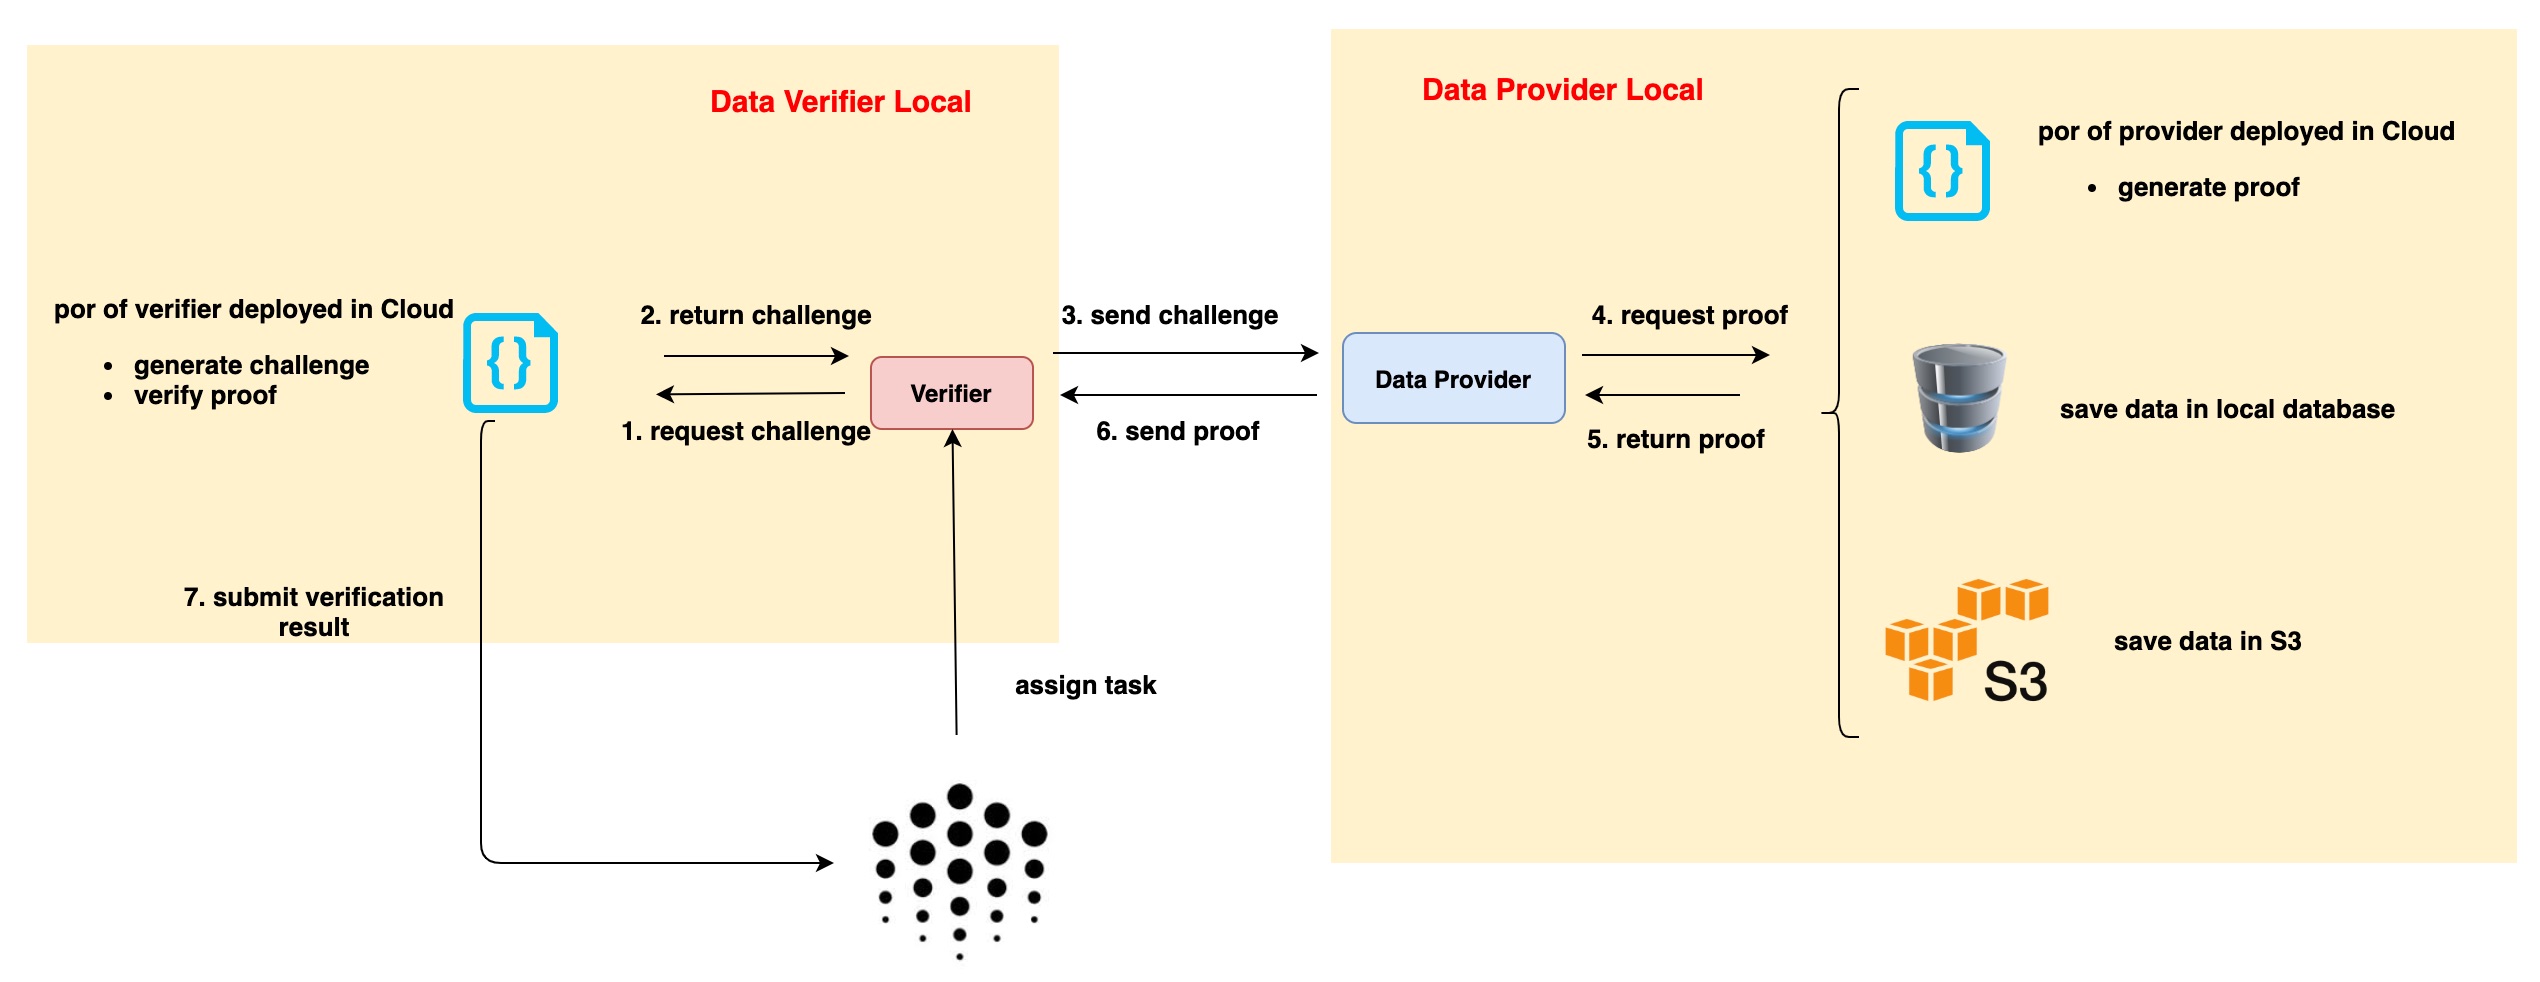 Data Verifier Local
por of verifier deployed in Cloud
• generate challenge
• verify proof
2. return challenge
1. request challenge
Verifier
7. submit verification
result
assign task
3. send challenge
6. send proof
Data Provider Local
Data Provider
4. request proof
5. return proof
por of provider deployed in Cloud
• generate proof
save data in local database
S3
save data in S3